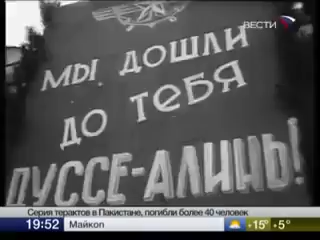 ВЕСТИ
МЫ ДОШЛИ
ДО ТЕБЯ
ДУССЕ-АЛИНЬ!
Серия терактов в Пакистане, погибли более 40 человек
19:52 Майкоп +15° +5°